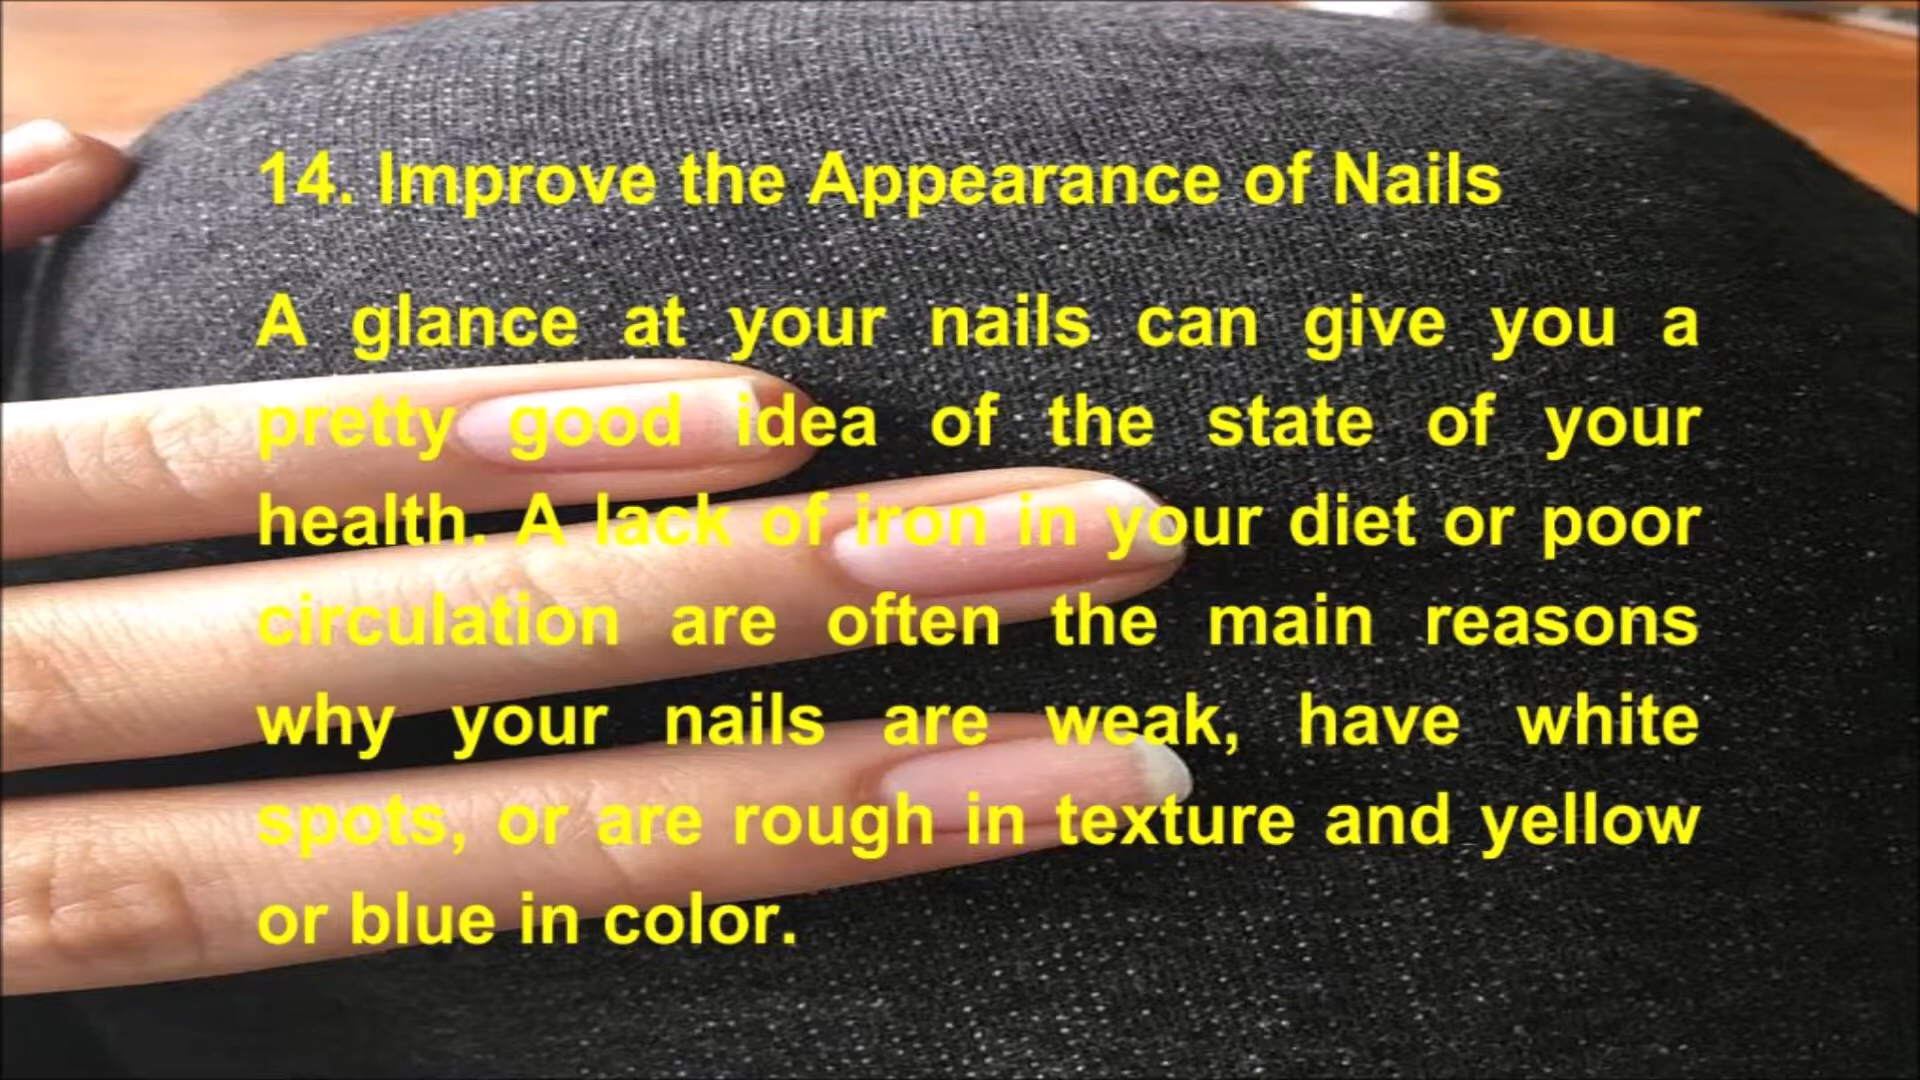 14. Improve the Appearance of Nails
A glance at your nails can give you a
pretty good idea of the state of your
health. A lack of iron in your diet or poor
circulation are often the main reasons
why your nails are weak, have white
spots, or are rough in texture and yellow
or blue in color.